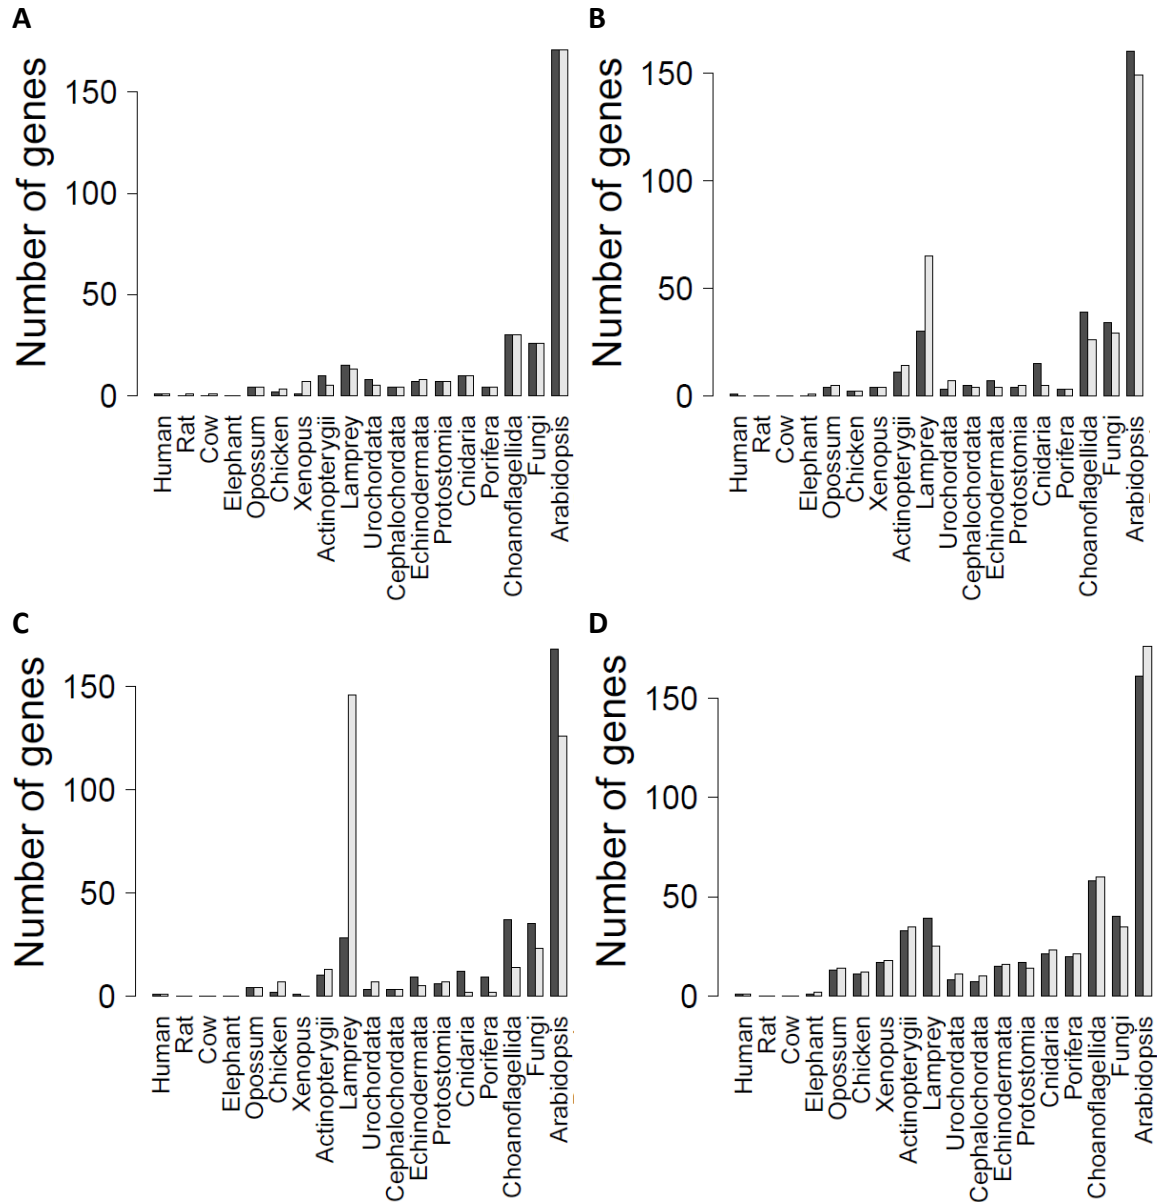 A
Number of genes
150
100
50
0
Human
Rat
Cow
Elephant
Opossum
Chicken
Xenopus
Actinopterygii
Lamprey
Urochordata
Cephalochordata
Echinodermata
Protostomia
Cnidaria
Porifera
Choanoflagellida
Fungi
Arabidopsis
B
Number of genes
150
100
50
0
Human
Rat
Cow
Elephant
Opossum
Chicken
Xenopus
Actinopterygii
Lamprey
Urochordata
Cephalochordata
Echinodermata
Protostomia
Cnidaria
Porifera
Choanoflagellida
Fungi
Arabidopsis
C
Number of genes
150
100
50
0
Human
Rat
Cow
Elephant
Opossum
Chicken
Xenopus
Actinopterygii
Lamprey
Urochordata
Cephalochordata
Echinodermata
Protostomia
Cnidaria
Porifera
Choanoflagellida
Fungi
Arabidopsis
D
Number of genes
150
100
50
0
Human
Rat
Cow
Elephant
Opossum
Chicken
Xenopus
Actinopterygii
Lamprey
Urochordata
Cephalochordata
Echinodermata
Protostomia
Cnidaria
Porifera
Choanoflagellida
Fungi
Arabidopsis